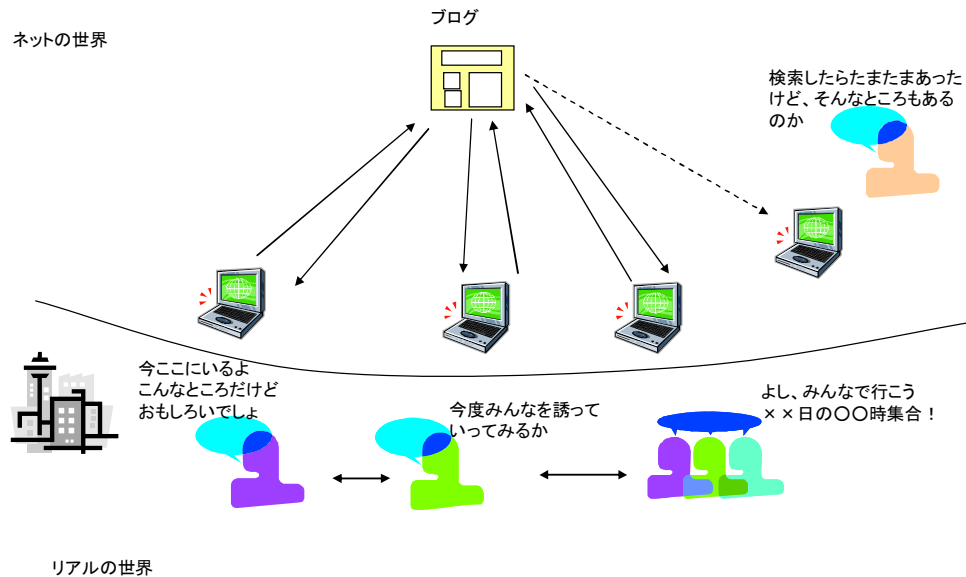 ブログ
ネットの世界
検索したらたまたまあった
けど、そんなところもある
のか
今ここにいるよ
こんなところだけど
おもしろいでしょ
今度みんなを誘って
いってみるか
よし、みんなで行こう
××日の〇〇時集合！
リアルの世界